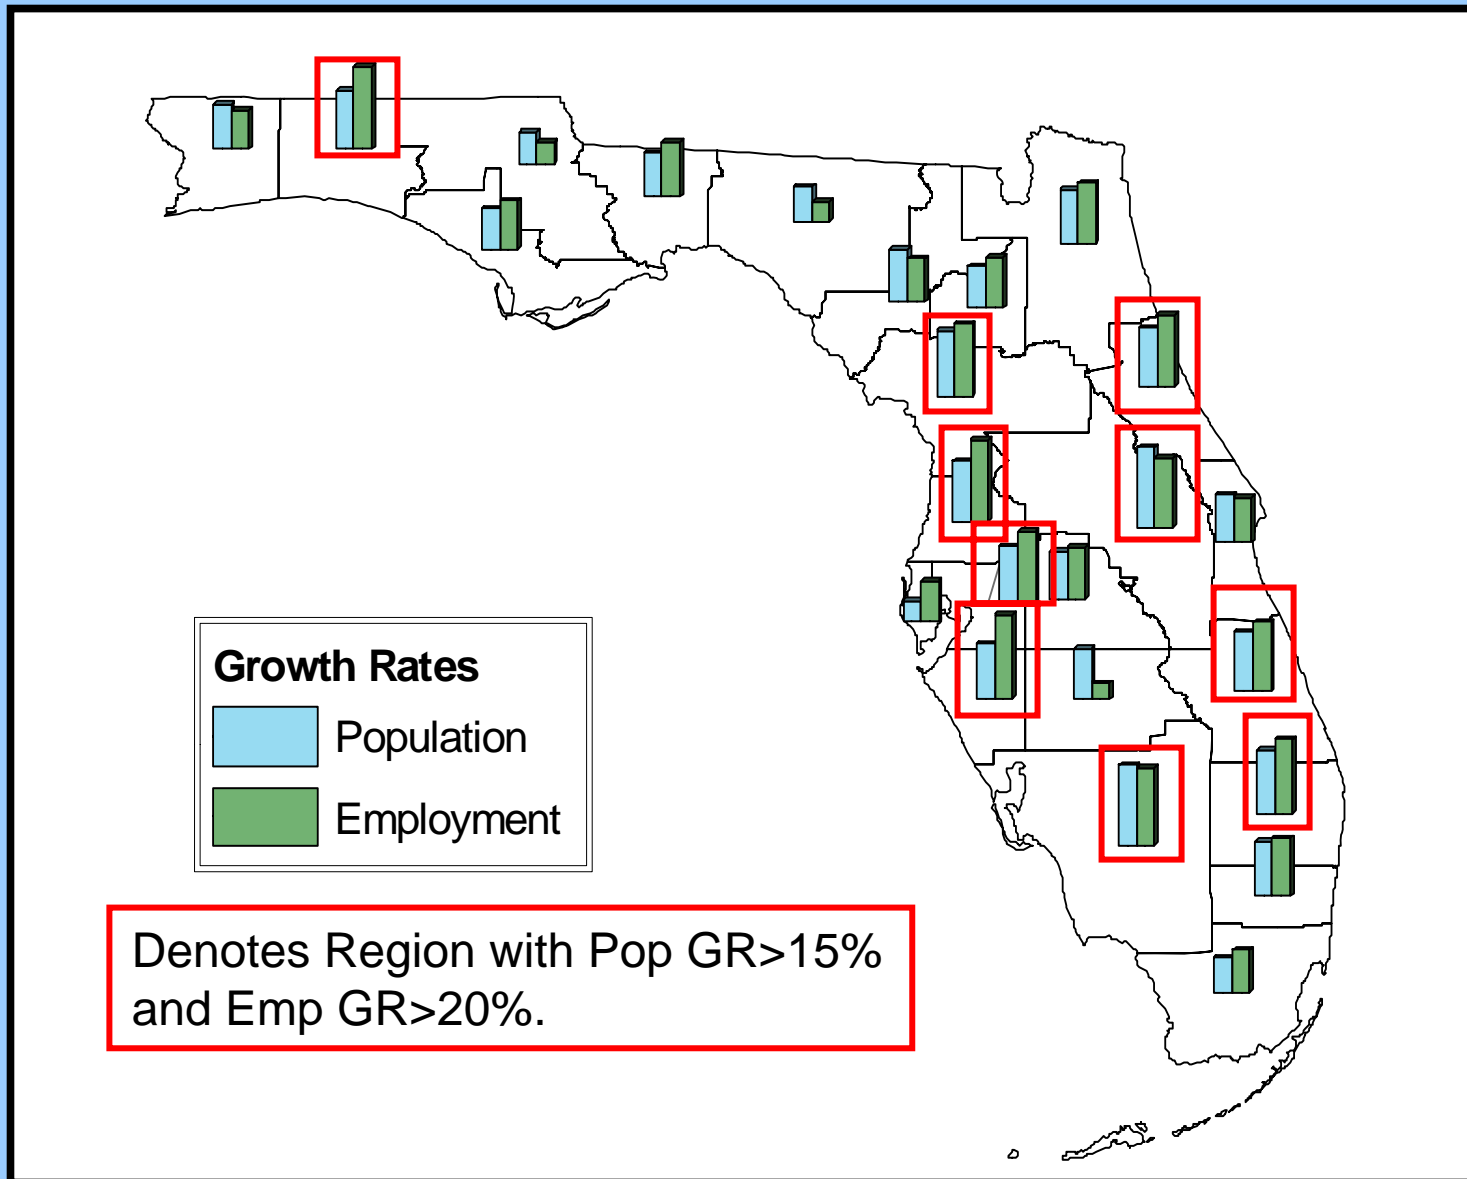 Growth Rates
Population
Employment
Denotes Region with Pop GR>15%
and Emp GR>20%.